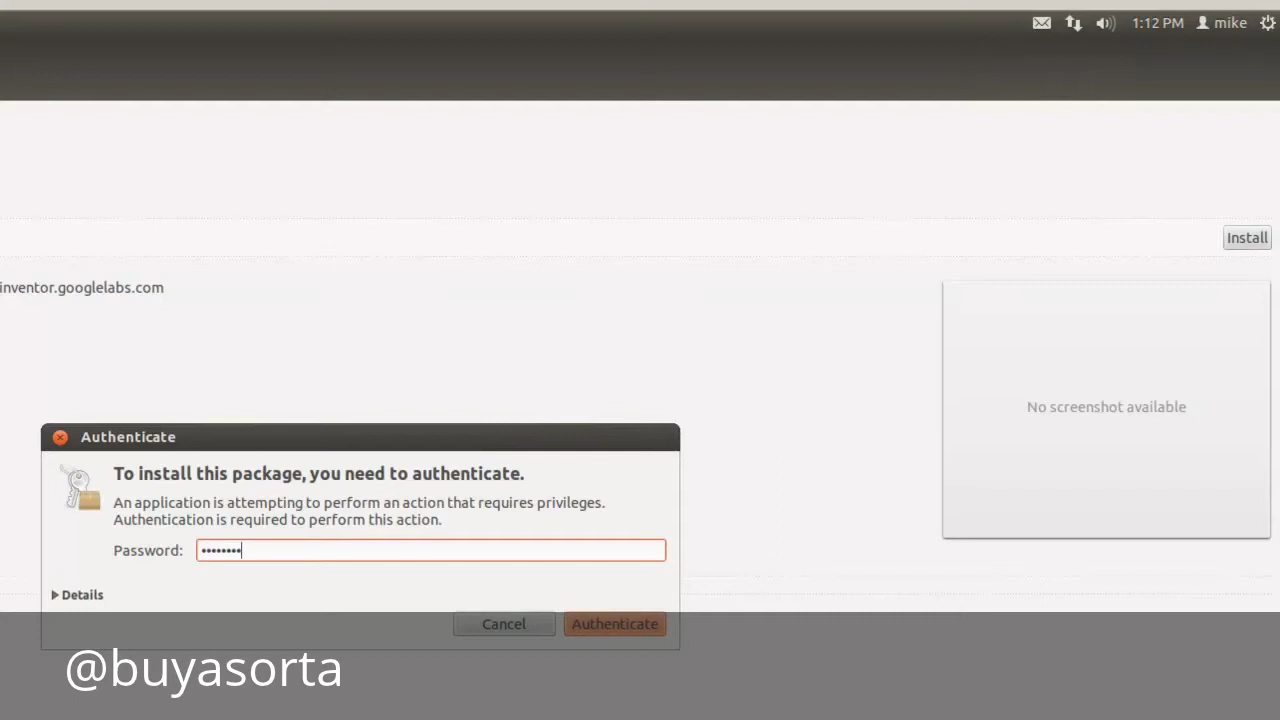 1:12 PM mike
Install
inventor.googlelabs.com
No screenshot available
Authenticate
To install this package, you need to authenticate.
An application is attempting to perform an action that requires privileges.
Authentication is required to perform this action.
Password: ••••••••
Details
Cancel Authenticate
@buyasorta